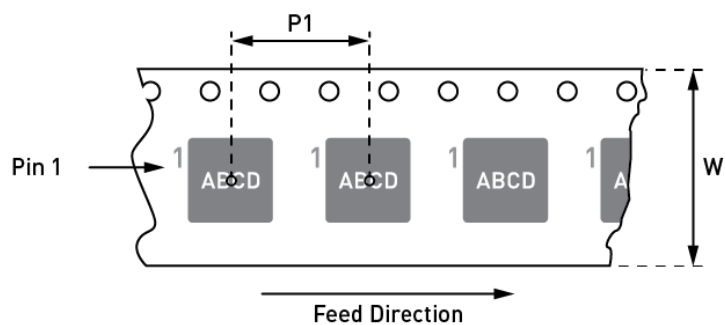 P1
1 ABCD 1 ABCD 1 ABCD 1 A
Pin 1
W
Feed Direction